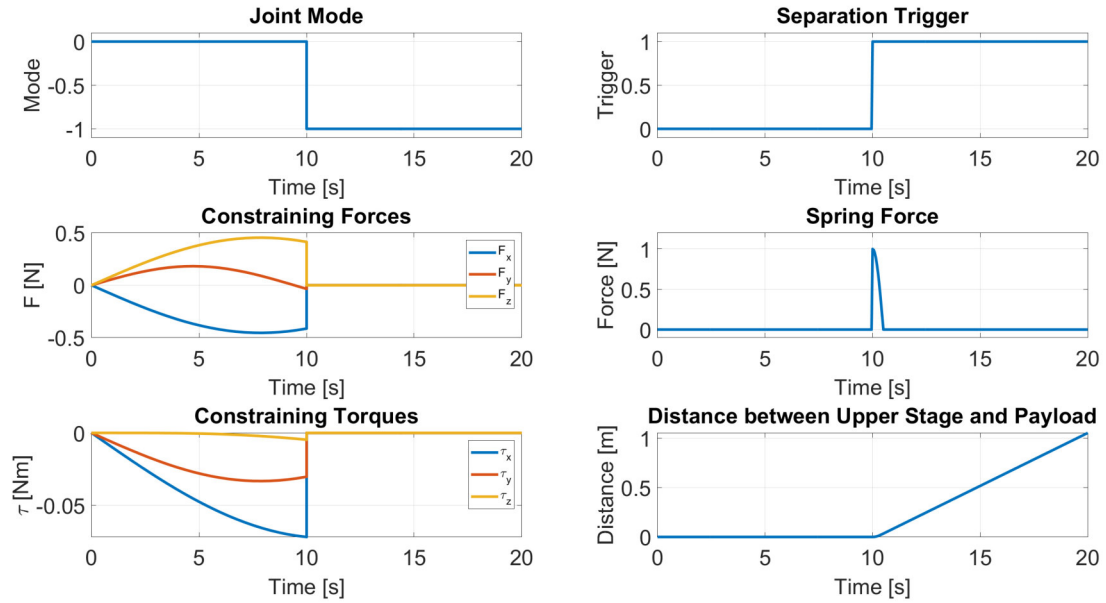 Joint Mode
0
-0.5
-1
Mode
0 5 10 15 20
Time [s]
Separation Trigger
1
0.5
0
Trigger
0 5 10 15 20
Time [s]
Constraining Forces
0.5
0
-0.5
F [N]
F_x
F_y
F_z
0 5 10 15 20
Time [s]
Spring Force
1
0.5
0
Force [N]
0 5 10 15 20
Time [s]
Constraining Torques
0
-0.05
τ [Nm]
τ_x
τ_y
τ_z
0 5 10 15 20
Time [s]
Distance between Upper Stage and Payload
1
0.5
0
Distance [m]
0 5 10 15 20
Time [s]